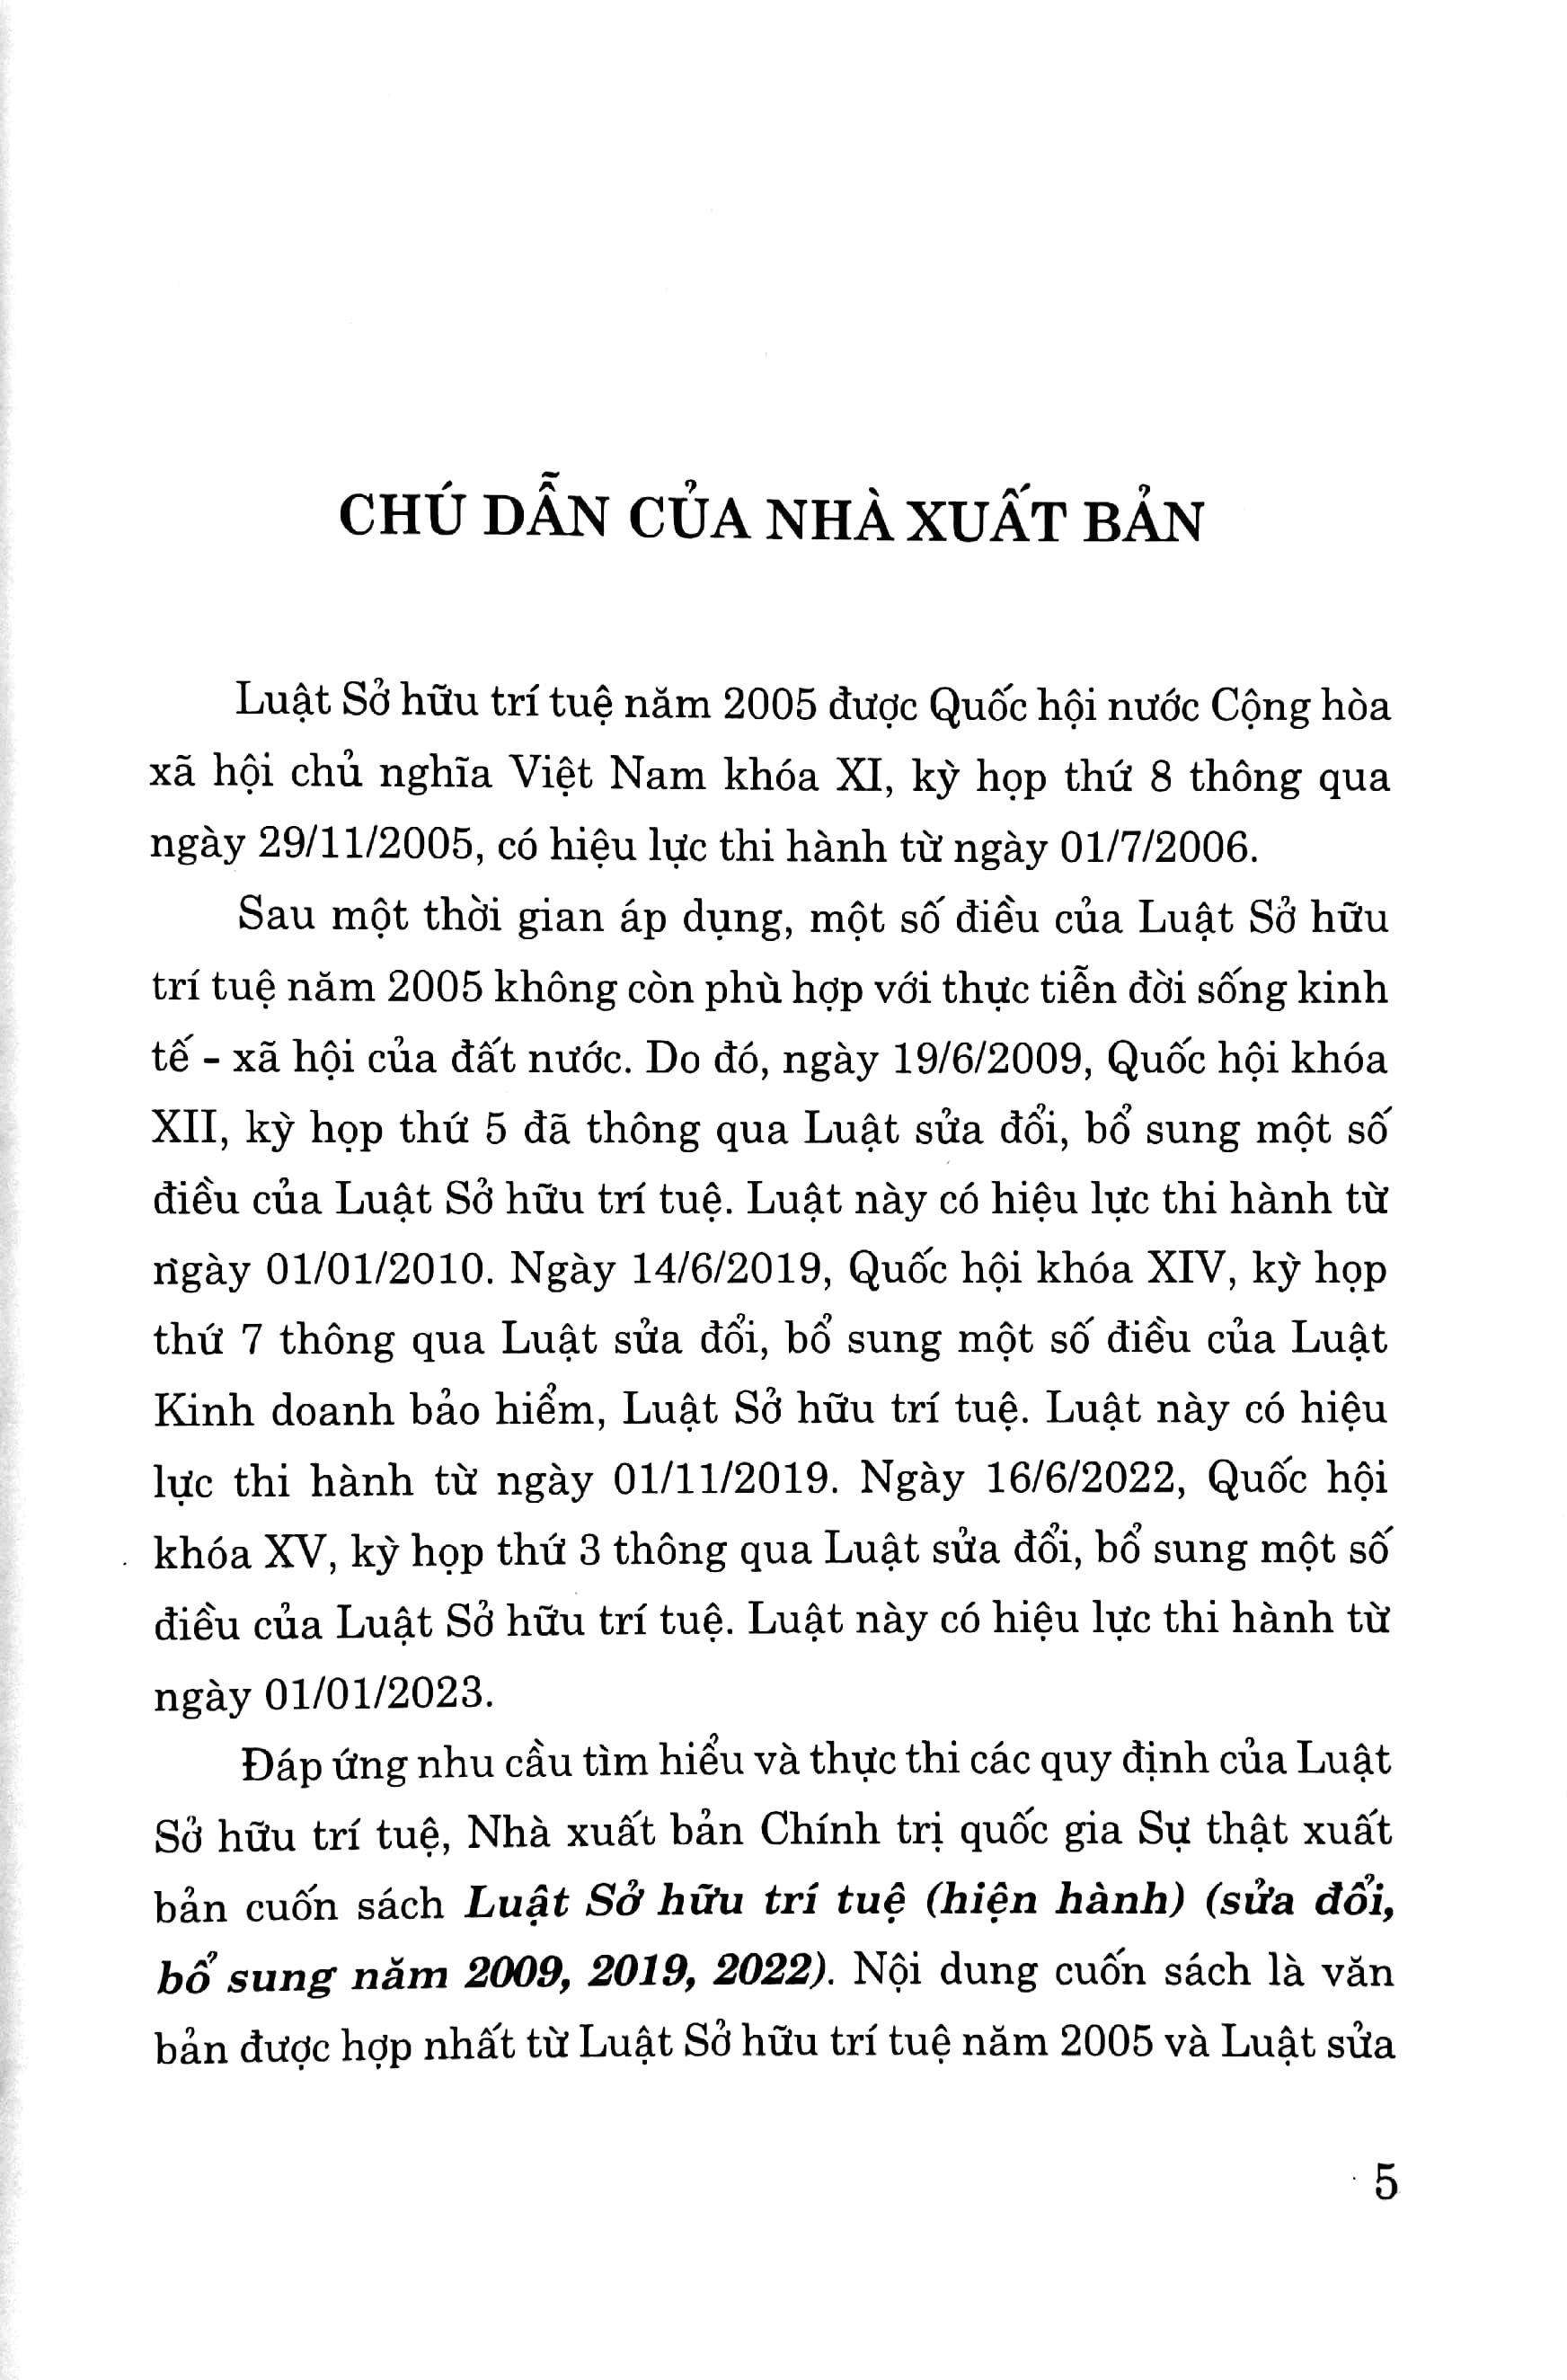 CHÚ DẪN CỦA NHÀ XUẤT BẢN
Luật Sở hữu trí tuệ năm 2005 được Quốc hội nước Cộng hòa
xã hội chủ nghĩa Việt Nam khóa XI, kỳ họp thứ 8 thông qua
ngày 29/11/2005, có hiệu lực thi hành từ ngày 01/7/2006.
Sau một thời gian áp dụng, một số điều của Luật Sở hữu
trí tuệ năm 2005 không còn phù hợp với thực tiễn đời sống kinh
tế - xã hội của đất nước. Do đó, ngày 19/6/2009, Quốc hội khóa
XII, kỳ họp thứ 5 đã thông qua Luật sửa đổi, bổ sung một số
điều của Luật Sở hữu trí tuệ. Luật này có hiệu lực thi hành từ
ngày 01/01/2010. Ngày 14/6/2019, Quốc hội khóa XIV, kỳ họp
thứ 7 thông qua Luật sửa đổi, bổ sung một số điều của Luật
Kinh doanh bảo hiểm, Luật Sở hữu trí tuệ. Luật này có hiệu
lực thi hành từ ngày 01/11/2019. Ngày 16/6/2022, Quốc hội
khóa XV, kỳ họp thứ 3 thông qua Luật sửa đổi, bổ sung một số
điều của Luật Sở hữu trí tuệ. Luật này có hiệu lực thi hành từ
ngày 01/01/2023.
Đáp ứng nhu cầu tìm hiểu và thực thi các quy định của Luật
Sở hữu trí tuệ, Nhà xuất bản Chính trị quốc gia Sự thật xuất
bản cuốn sách Luật Sở hữu trí tuệ (hiện hành) (sửa đổi,
bổ sung năm 2009, 2019, 2022). Nội dung cuốn sách là văn
bản được hợp nhất từ Luật Sở hữu trí tuệ năm 2005 và Luật sửa
5